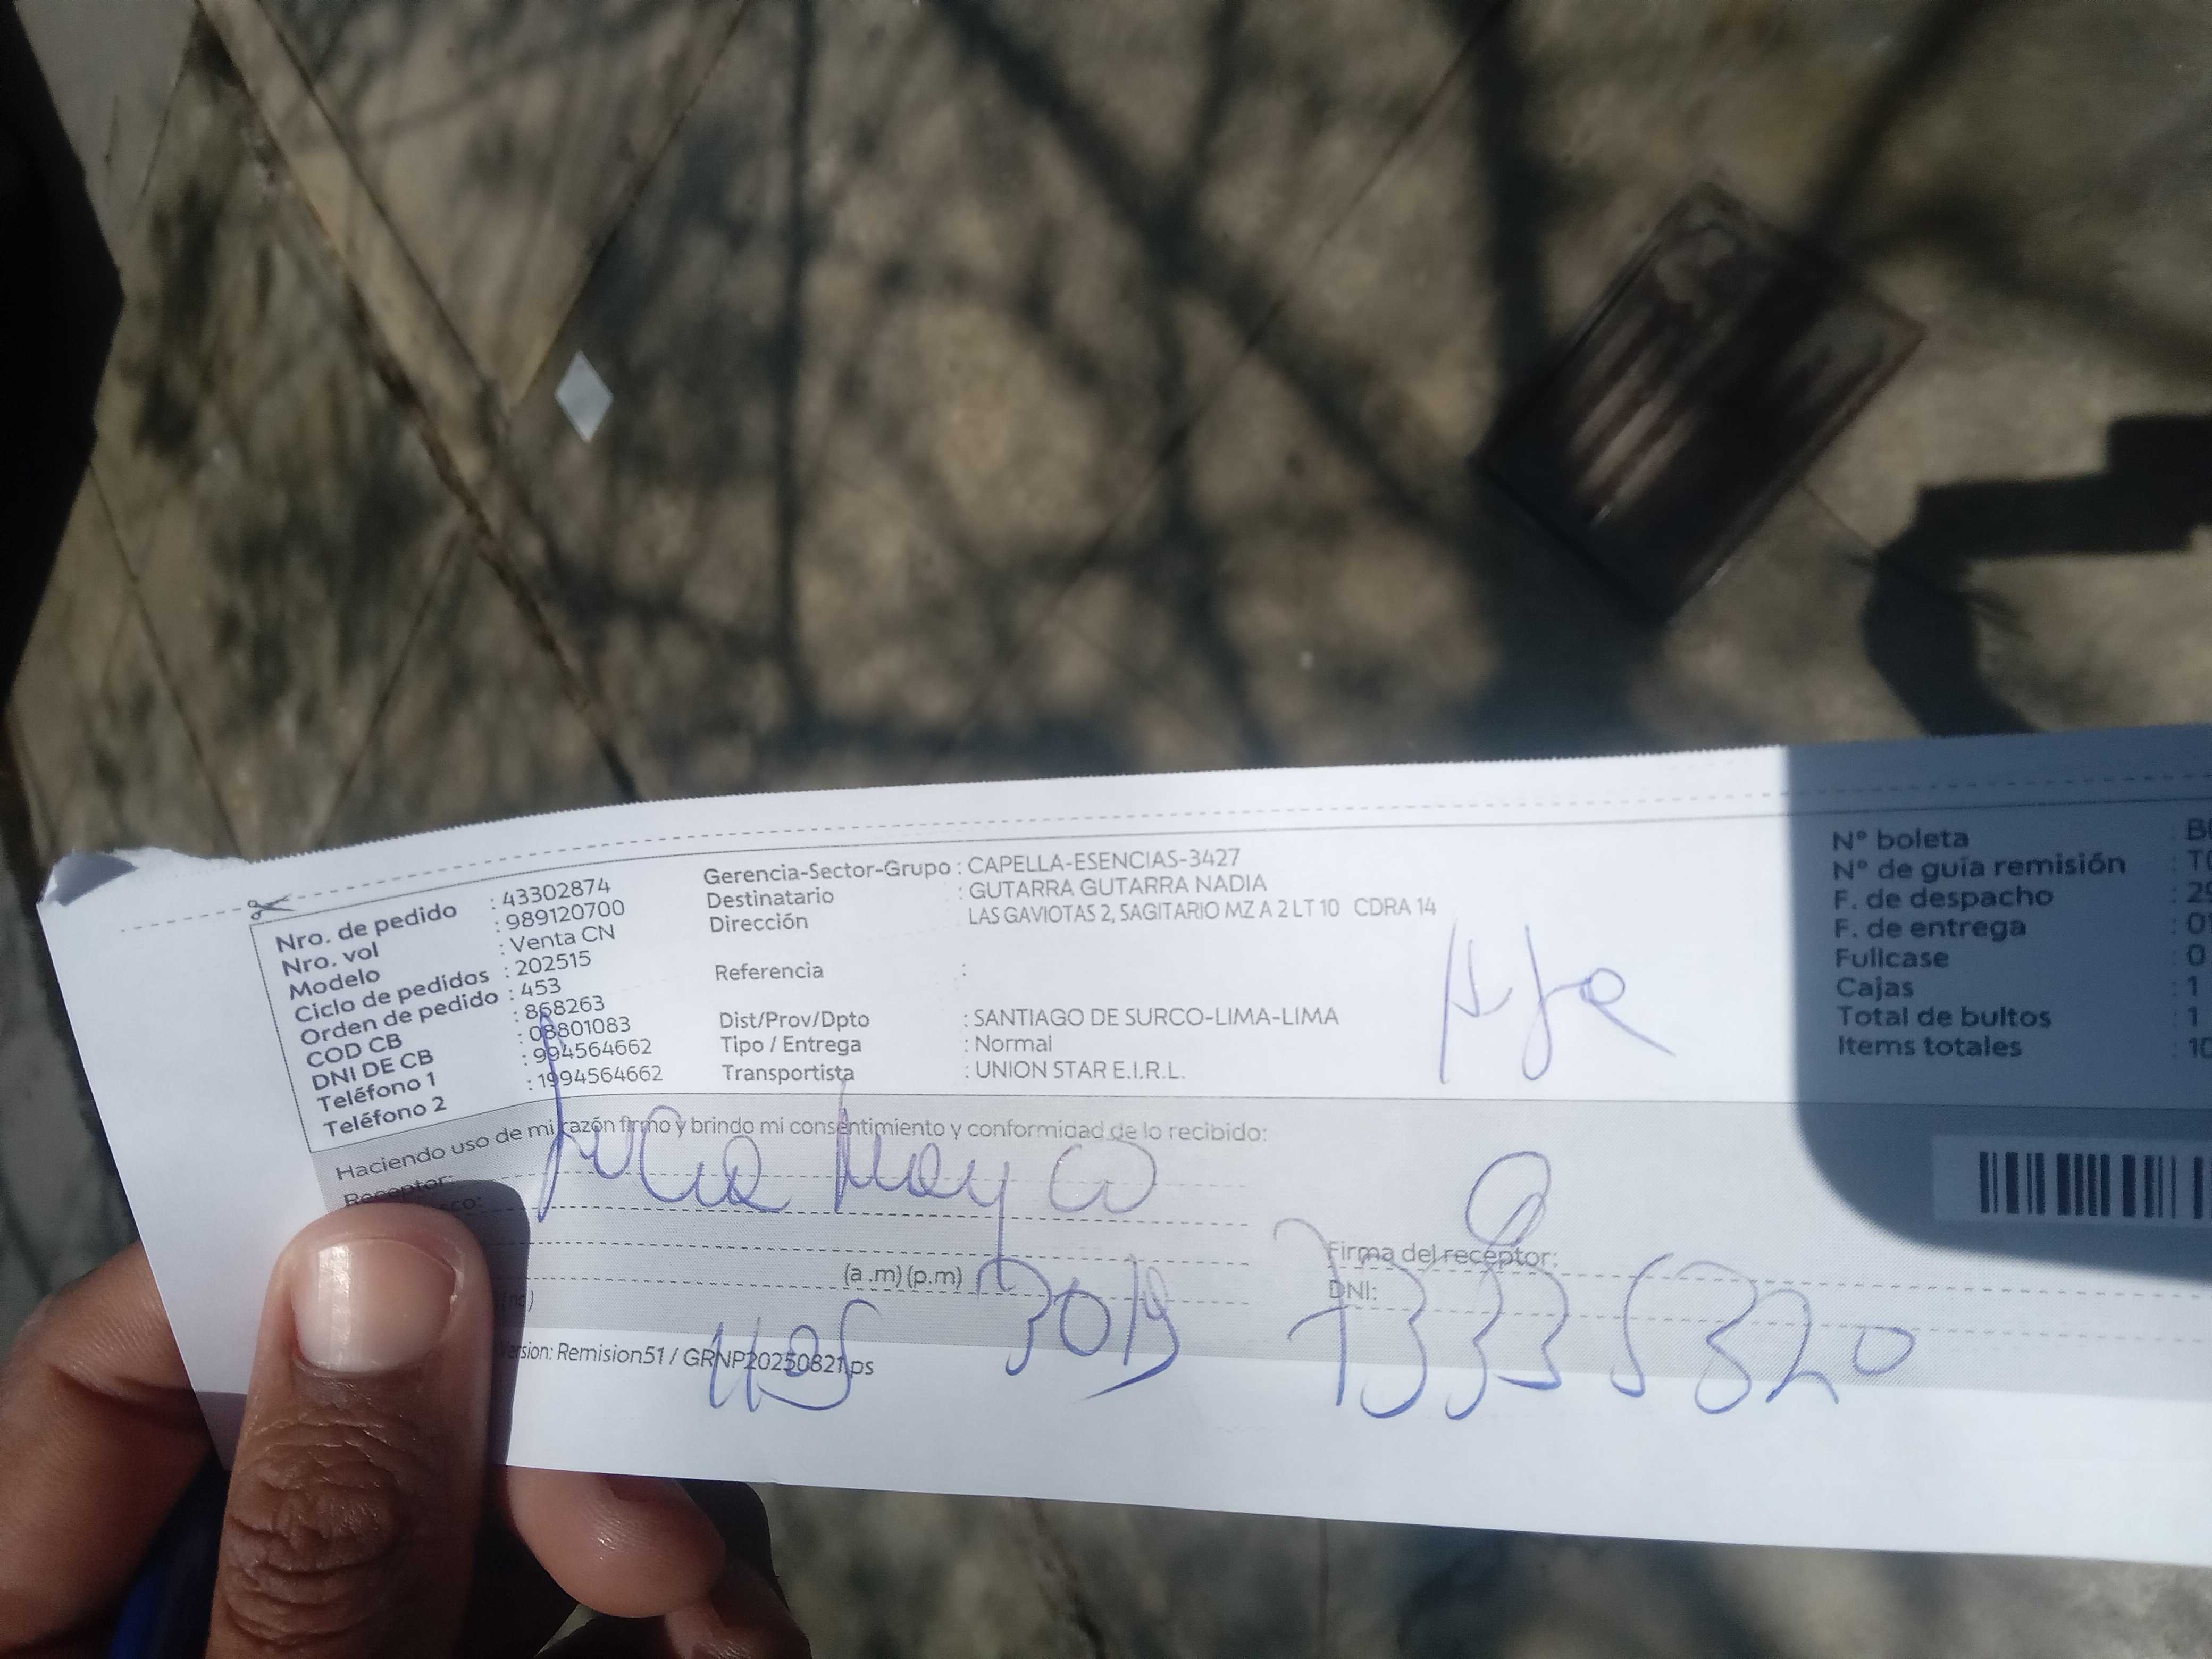 Nro. de pedido : 43302874
Nro. vol : 989120700
Modelo : Venta CN
Ciclo de pedidos : 202515
Orden de pedido : 453
COD CB : 868263
DNI DE CB : 08801083
Teléfono 1 : 994564662
Teléfono 2 : 1994564662
Gerencia-Sector-Grupo : CAPELLA-ESENCIAS-3427
Destinatario : GUTARRA GUTARRA NADIA
Dirección LAS GAVIOTAS 2, SAGITARIO MZ A 2 LT 10 CDRA 14
Referencia :
Dist/Prov/Dpto : SANTIAGO DE SURCO-LIMA-LIMA
Tipo / Entrega : Normal
Transportista : UNION STAR E.I.R.L.
N° boleta
N° de guía remisión
F. de despacho
F. de entrega
Fullcase : 0
Cajas : 1
Total de bultos : 1
Items totales : 10
Haciendo uso de mi razón firmo y brindo mi consentimiento y conformidad de lo recibido:
Receptor:
(a.m) (p.m)
Firma del receptor:
DNI: 73335320
Remision51 / GRNP20250821.ps